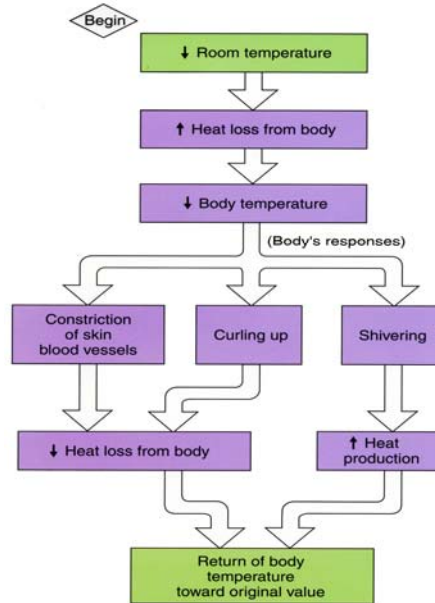 Begin
↓ Room temperature
↑ Heat loss from body
↓ Body temperature
(Body's responses)
Constriction
of skin
blood vessels
Curling up
Shivering
↓ Heat loss from body
↑ Heat
production
Return of body
temperature
toward original value